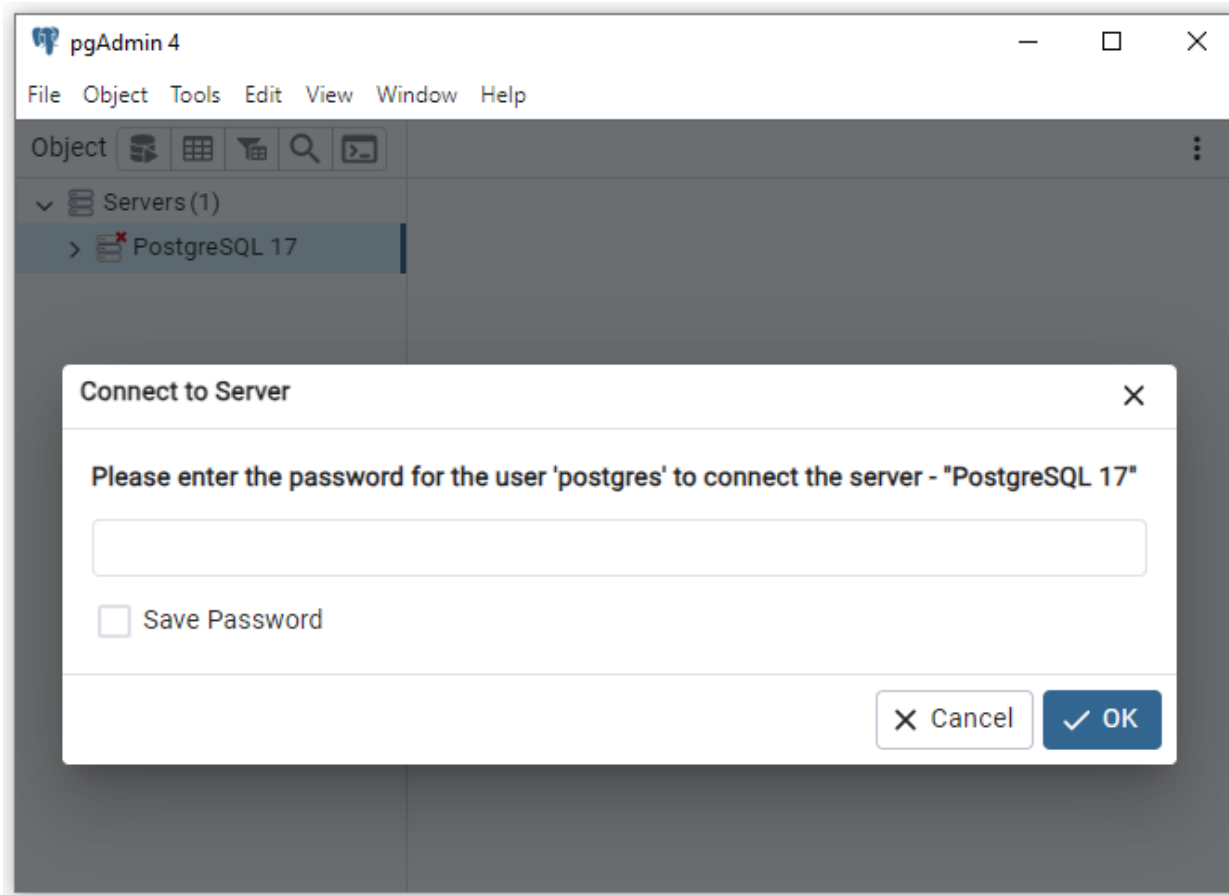 pgAdmin 4
File Object Tools Edit View Window Help
Object
Servers (1)
PostgreSQL 17
Connect to Server
Please enter the password for the user 'postgres' to connect the server - "PostgreSQL 17"
Save Password
Cancel OK